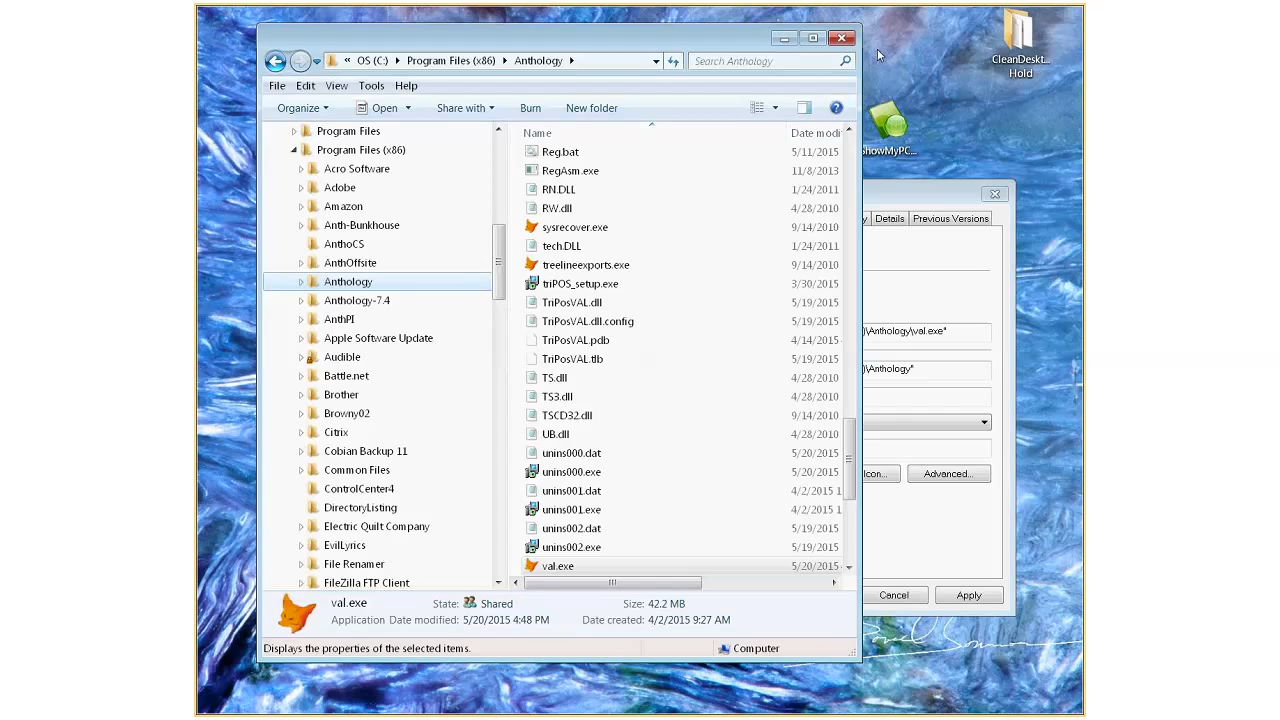 « OS (C:) ▸ Program Files (x86) ▸ Anthology ▸
Search Anthology
File Edit View Tools Help
Organize Open Share with Burn New folder
Program Files
Program Files (x86)
Acro Software
Adobe
Amazon
Anth-Bunkhouse
AnthoCS
AnthOffsite
Anthology
Anthology-7.4
AnthPI
Apple Software Update
Audible
Battle.net
Brother
Browny02
Citrix
Cobian Backup 11
Common Files
ControlCenter4
DirectoryListing
Electric Quilt Company
EvilLyrics
File Renamer
FileZilla FTP Client
Name Date modi
Reg.bat 5/11/2015
RegAsm.exe 11/8/2013
RN.DLL 1/24/2011
RW.dll 4/28/2010
sysrecover.exe 9/14/2010
tech.DLL 1/24/2011
treelineexports.exe 9/14/2010
triPOS_setup.exe 3/30/2015
TriPosVAL.dll 5/19/2015
TriPosVAL.dll.config 5/19/2015
TriPosVAL.pdb 4/14/2015
TriPosVAL.tlb 5/19/2015
TS.dll 4/28/2010
TS3.dll 4/28/2010
TSCD32.dll 9/14/2010
UB.dll 4/28/2010
unins000.dat 5/20/2015
unins000.exe 5/20/2015
unins001.dat 4/2/2015 1
unins001.exe 4/2/2015 1
unins002.dat 5/19/2015
unins002.exe 5/19/2015
val.exe 5/20/2015
val.exe State: Shared Size: 42.2 MB
Application Date modified: 5/20/2015 4:48 PM Date created: 4/2/2015 9:27 AM
Displays the properties of the selected items. Computer
CleanDeskt...
Hold
ShowMyPC...
y Details Previous Versions
)\Anthology\val.exe"
)\Anthology"
Icon... Advanced...
Cancel Apply